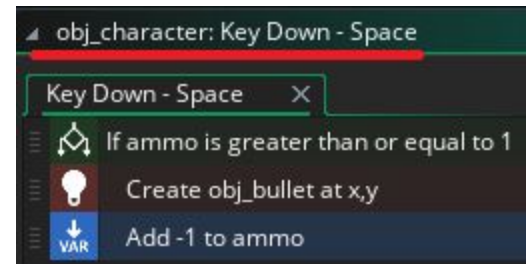 obj_character: Key Down - Space
Key Down - Space
If ammo is greater than or equal to 1
Create obj_bullet at x,y
VAR
Add -1 to ammo